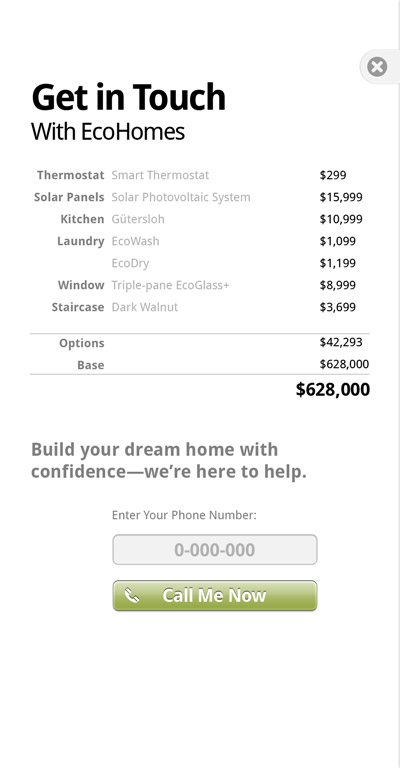 Get in Touch
With EcoHomes
Thermostat Smart Thermostat $299
Solar Panels Solar Photovoltaic System $15,999
Kitchen Gütersloh $10,999
Laundry EcoWash $1,099
EcoDry $1,199
Window Triple-pane EcoGlass+ $8,999
Staircase Dark Walnut $3,699
Options $42,293
Base $628,000
$628,000
Build your dream home with
confidence—we’re here to help.
Enter Your Phone Number:
0-000-000
Call Me Now